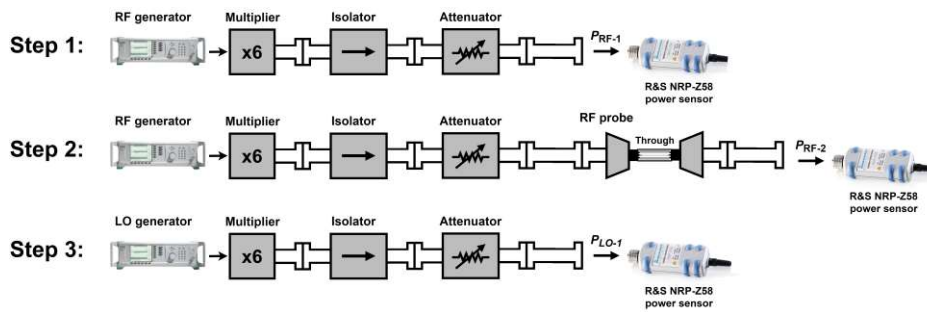 RF generator Multiplier Isolator Attenuator
Step 1: x6 PRF-1
R&S NRP-Z58
power sensor
RF generator Multiplier Isolator Attenuator RF probe
Step 2: x6 Through PRF-2
R&S NRP-Z58
power sensor
LO generator Multiplier Isolator Attenuator
Step 3: x6 PLO-1
R&S NRP-Z58
power sensor